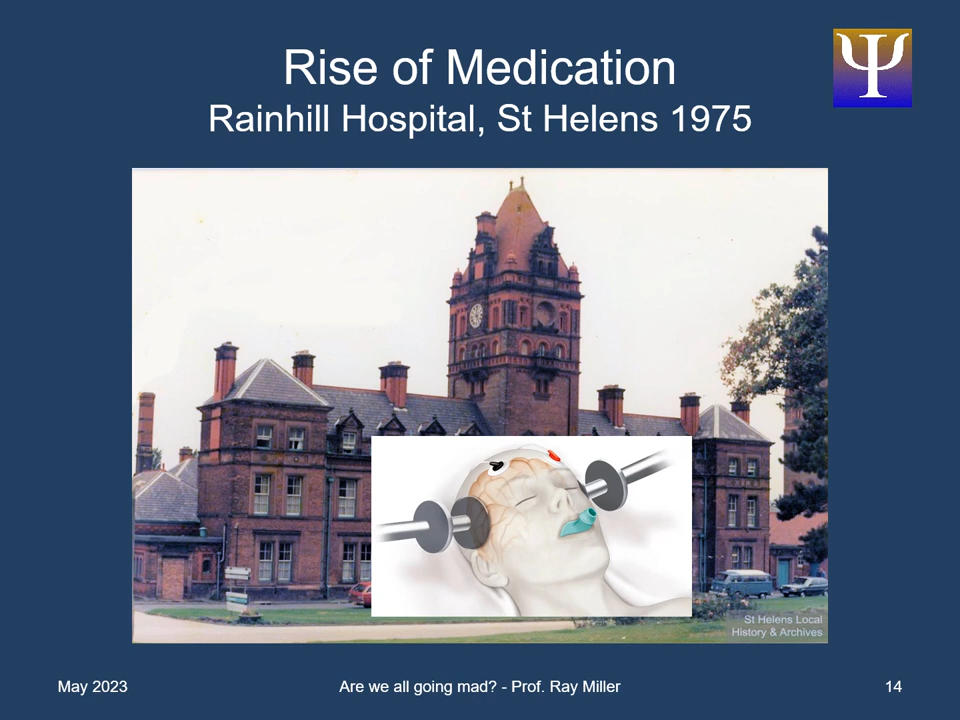 Rise of Medication
Rainhill Hospital, St Helens 1975
Ψ
St Helens Local
History & Archives
May 2023
Are we all going mad? - Prof. Ray Miller
14